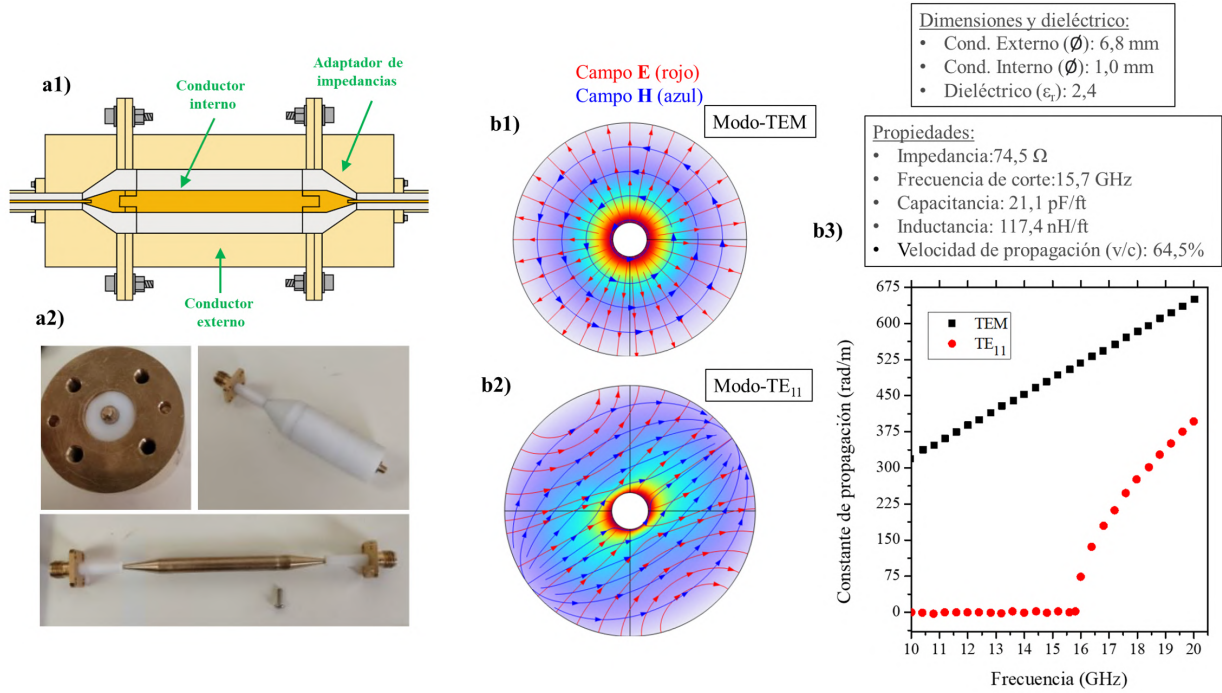 a1)
Conductor
interno
Adaptador de
impedancias
Conductor
externo
a2)
Campo E (rojo)
Campo H (azul)
b1)
Modo-TEM
b2)
Modo-TE11
Dimensiones y dieléctrico:
• Cond. Externo (Ø): 6,8 mm
• Cond. Interno (Ø): 1,0 mm
• Dieléctrico (εr): 2,4
Propiedades:
• Impedancia:74,5 Ω
• Frecuencia de corte:15,7 GHz
• Capacitancia: 21,1 pF/ft
• Inductancia: 117,4 nH/ft
• Velocidad de propagación (v/c): 64,5%
b3)
TEM
TE11
Constante de propagación (rad/m)
675
600
525
450
375
300
225
150
75
0
10 11 12 13 14 15 16 17 18 19 20
Frecuencia (GHz)